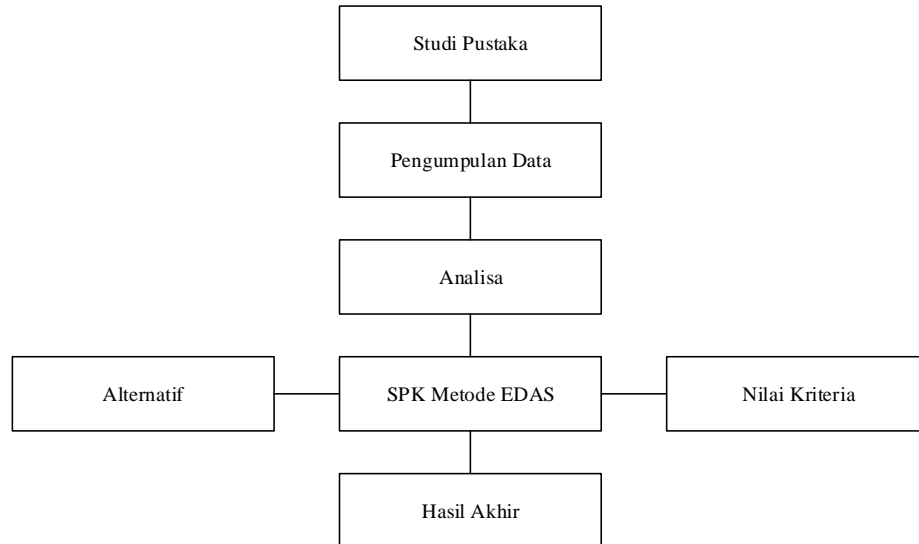 Studi Pustaka
Pengumpulan Data
Analisa
Alternatif
SPK Metode EDAS
Nilai Kriteria
Hasil Akhir